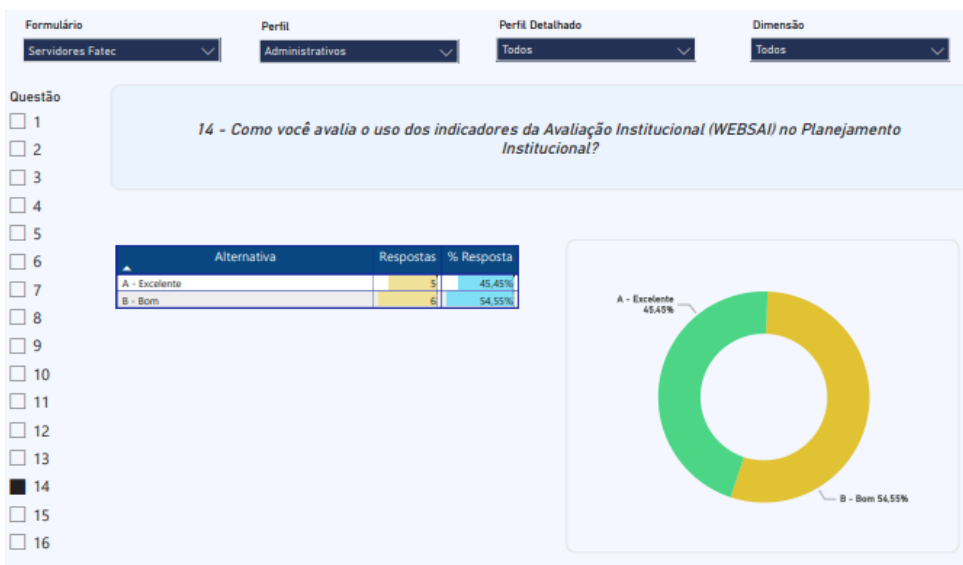 Formulário
Perfil
Perfil Detalhado
Dimensão
Servidores Fatec
Administrativos
Todos
Todos
Questão
1
2
3
4
5
6
7
8
9
10
11
12
13
14
15
16
14 - Como você avalia o uso dos indicadores da Avaliação Institucional (WEBSAI) no Planejamento
Institucional?
Alternativa Respostas % Resposta
A - Excelente 5 45,45%
B - Bom 6 54,55%
A - Excelente
45,45%
B - Bom 54,55%